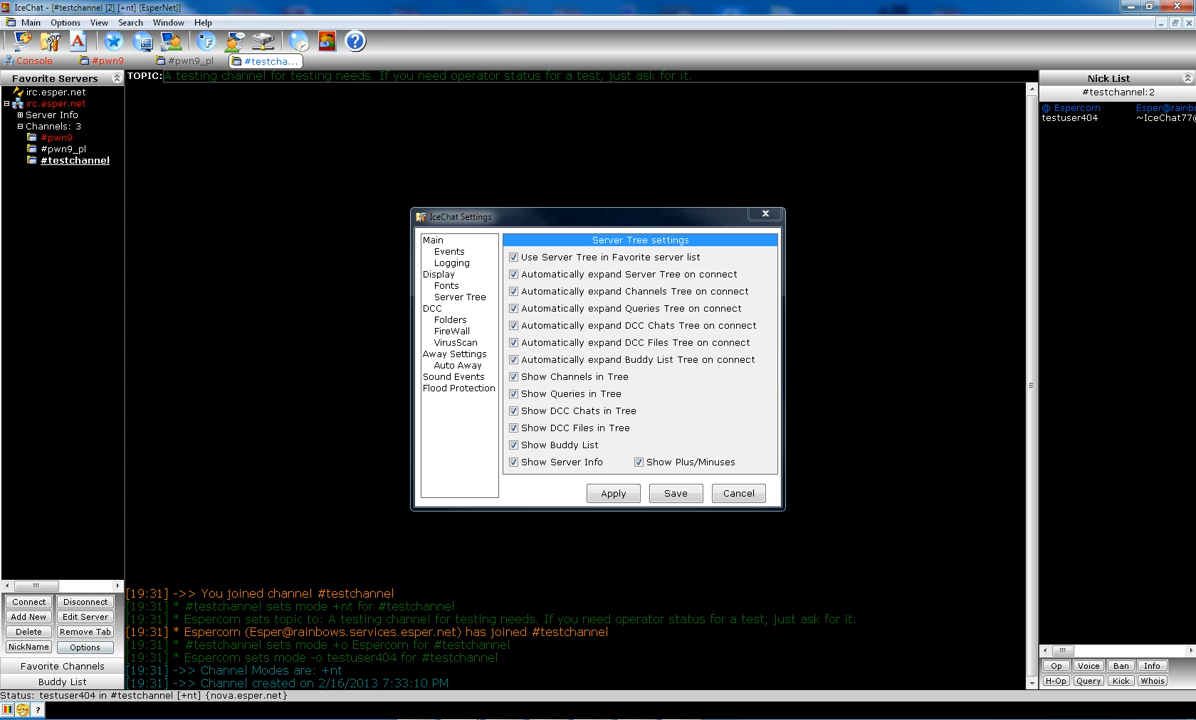 IceChat - [#testchannel [2] [+nt] {EsperNet}]
Main Options View Search Window Help
Console #pwn9 #pwn9_pl #testcha...
Favorite Servers
irc.esper.net
irc.esper.net
Server Info
Channels: 3
#pwn9
#pwn9_pl
#testchannel
TOPIC: A testing channel for testing needs. If you need operator status for a test, just ask for it.
Nick List
#testchannel:2
@ Espercorn Esper@rainb
testuser404 ~IceChat77@
IceChat Settings
Main
Events
Logging
Display
Fonts
Server Tree
DCC
Folders
FireWall
VirusScan
Away Settings
Auto Away
Sound Events
Flood Protection
Server Tree settings
Use Server Tree in Favorite server list
Automatically expand Server Tree on connect
Automatically expand Channels Tree on connect
Automatically expand Queries Tree on connect
Automatically expand DCC Chats Tree on connect
Automatically expand DCC Files Tree on connect
Automatically expand Buddy List Tree on connect
Show Channels in Tree
Show Queries in Tree
Show DCC Chats in Tree
Show DCC Files in Tree
Show Buddy List
Show Server Info Show Plus/Minuses
Apply Save Cancel
[19:31] ->> You joined channel #testchannel
[19:31] * #testchannel sets mode +nt for #testchannel
[19:31] * Espercorn sets topic to: A testing channel for testing needs. If you need operator status for a test, just ask for it.
[19:31] * Espercorn (Esper@rainbows.services.esper.net) has joined #testchannel
[19:31] * #testchannel sets mode +o Espercorn for #testchannel
[19:31] * Espercorn sets mode -o testuser404 for #testchannel
[19:31] ->> Channel Modes are: +nt
[19:31] ->> Channel created on 2/16/2013 7:33:10 PM
Connect Disconnect
Add New Edit Server
Delete Remove Tab
NickName Options
Favorite Channels
Buddy List
Op Voice Ban Info
H-Op Query Kick Whois
Status: testuser404 in #testchannel [+nt] {nova.esper.net}